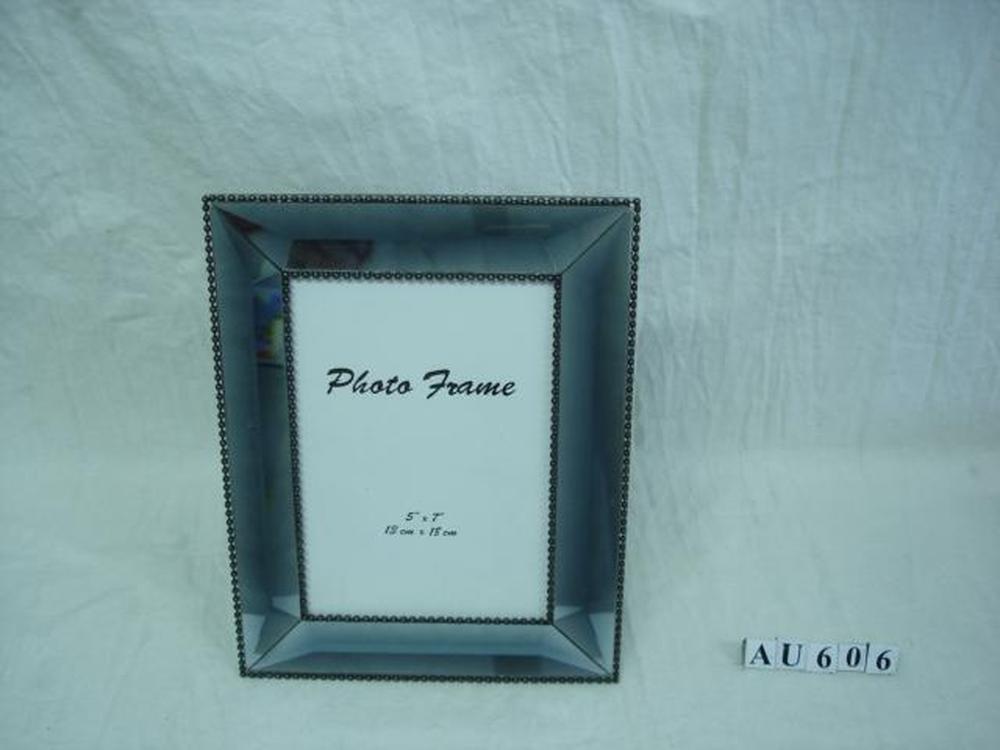 Photo Frame
5" x 7"
13 cm x 18 cm
AU606